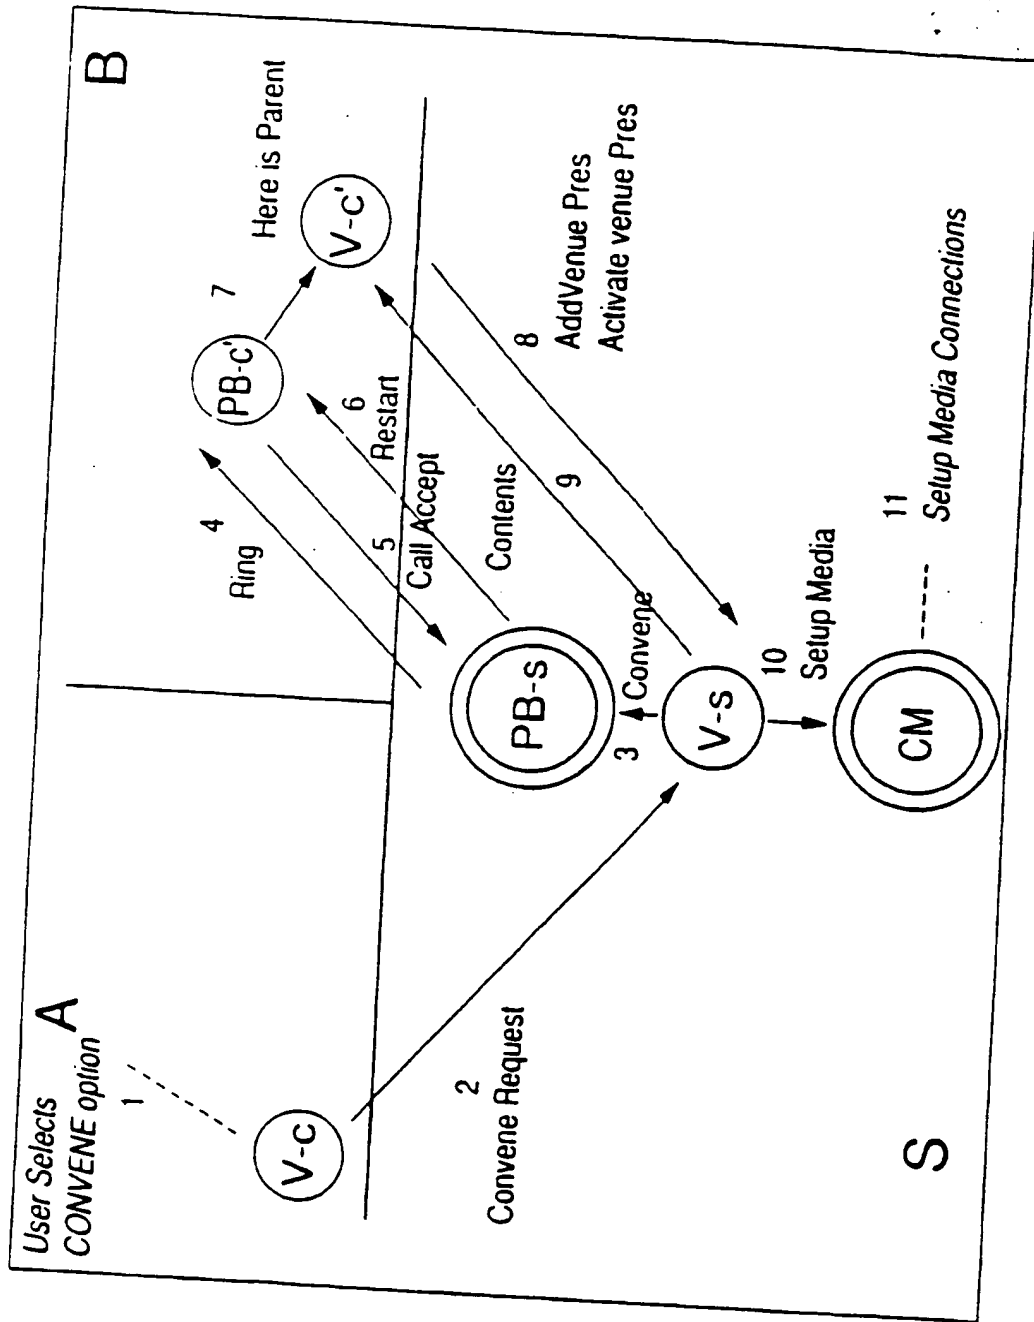 User Selects
CONVENE option
A
1
V-c
2
Convene Request
S
B
4
Ring
PB-c'
7
Here is Parent
V-c'
5
Call Accept
6
Restart
PB-s
Contents
3
Convene
V-s
9
8
AddVenue Pres
Activate venue Pres
10
Setup Media
CM
11
Setup Media Connections